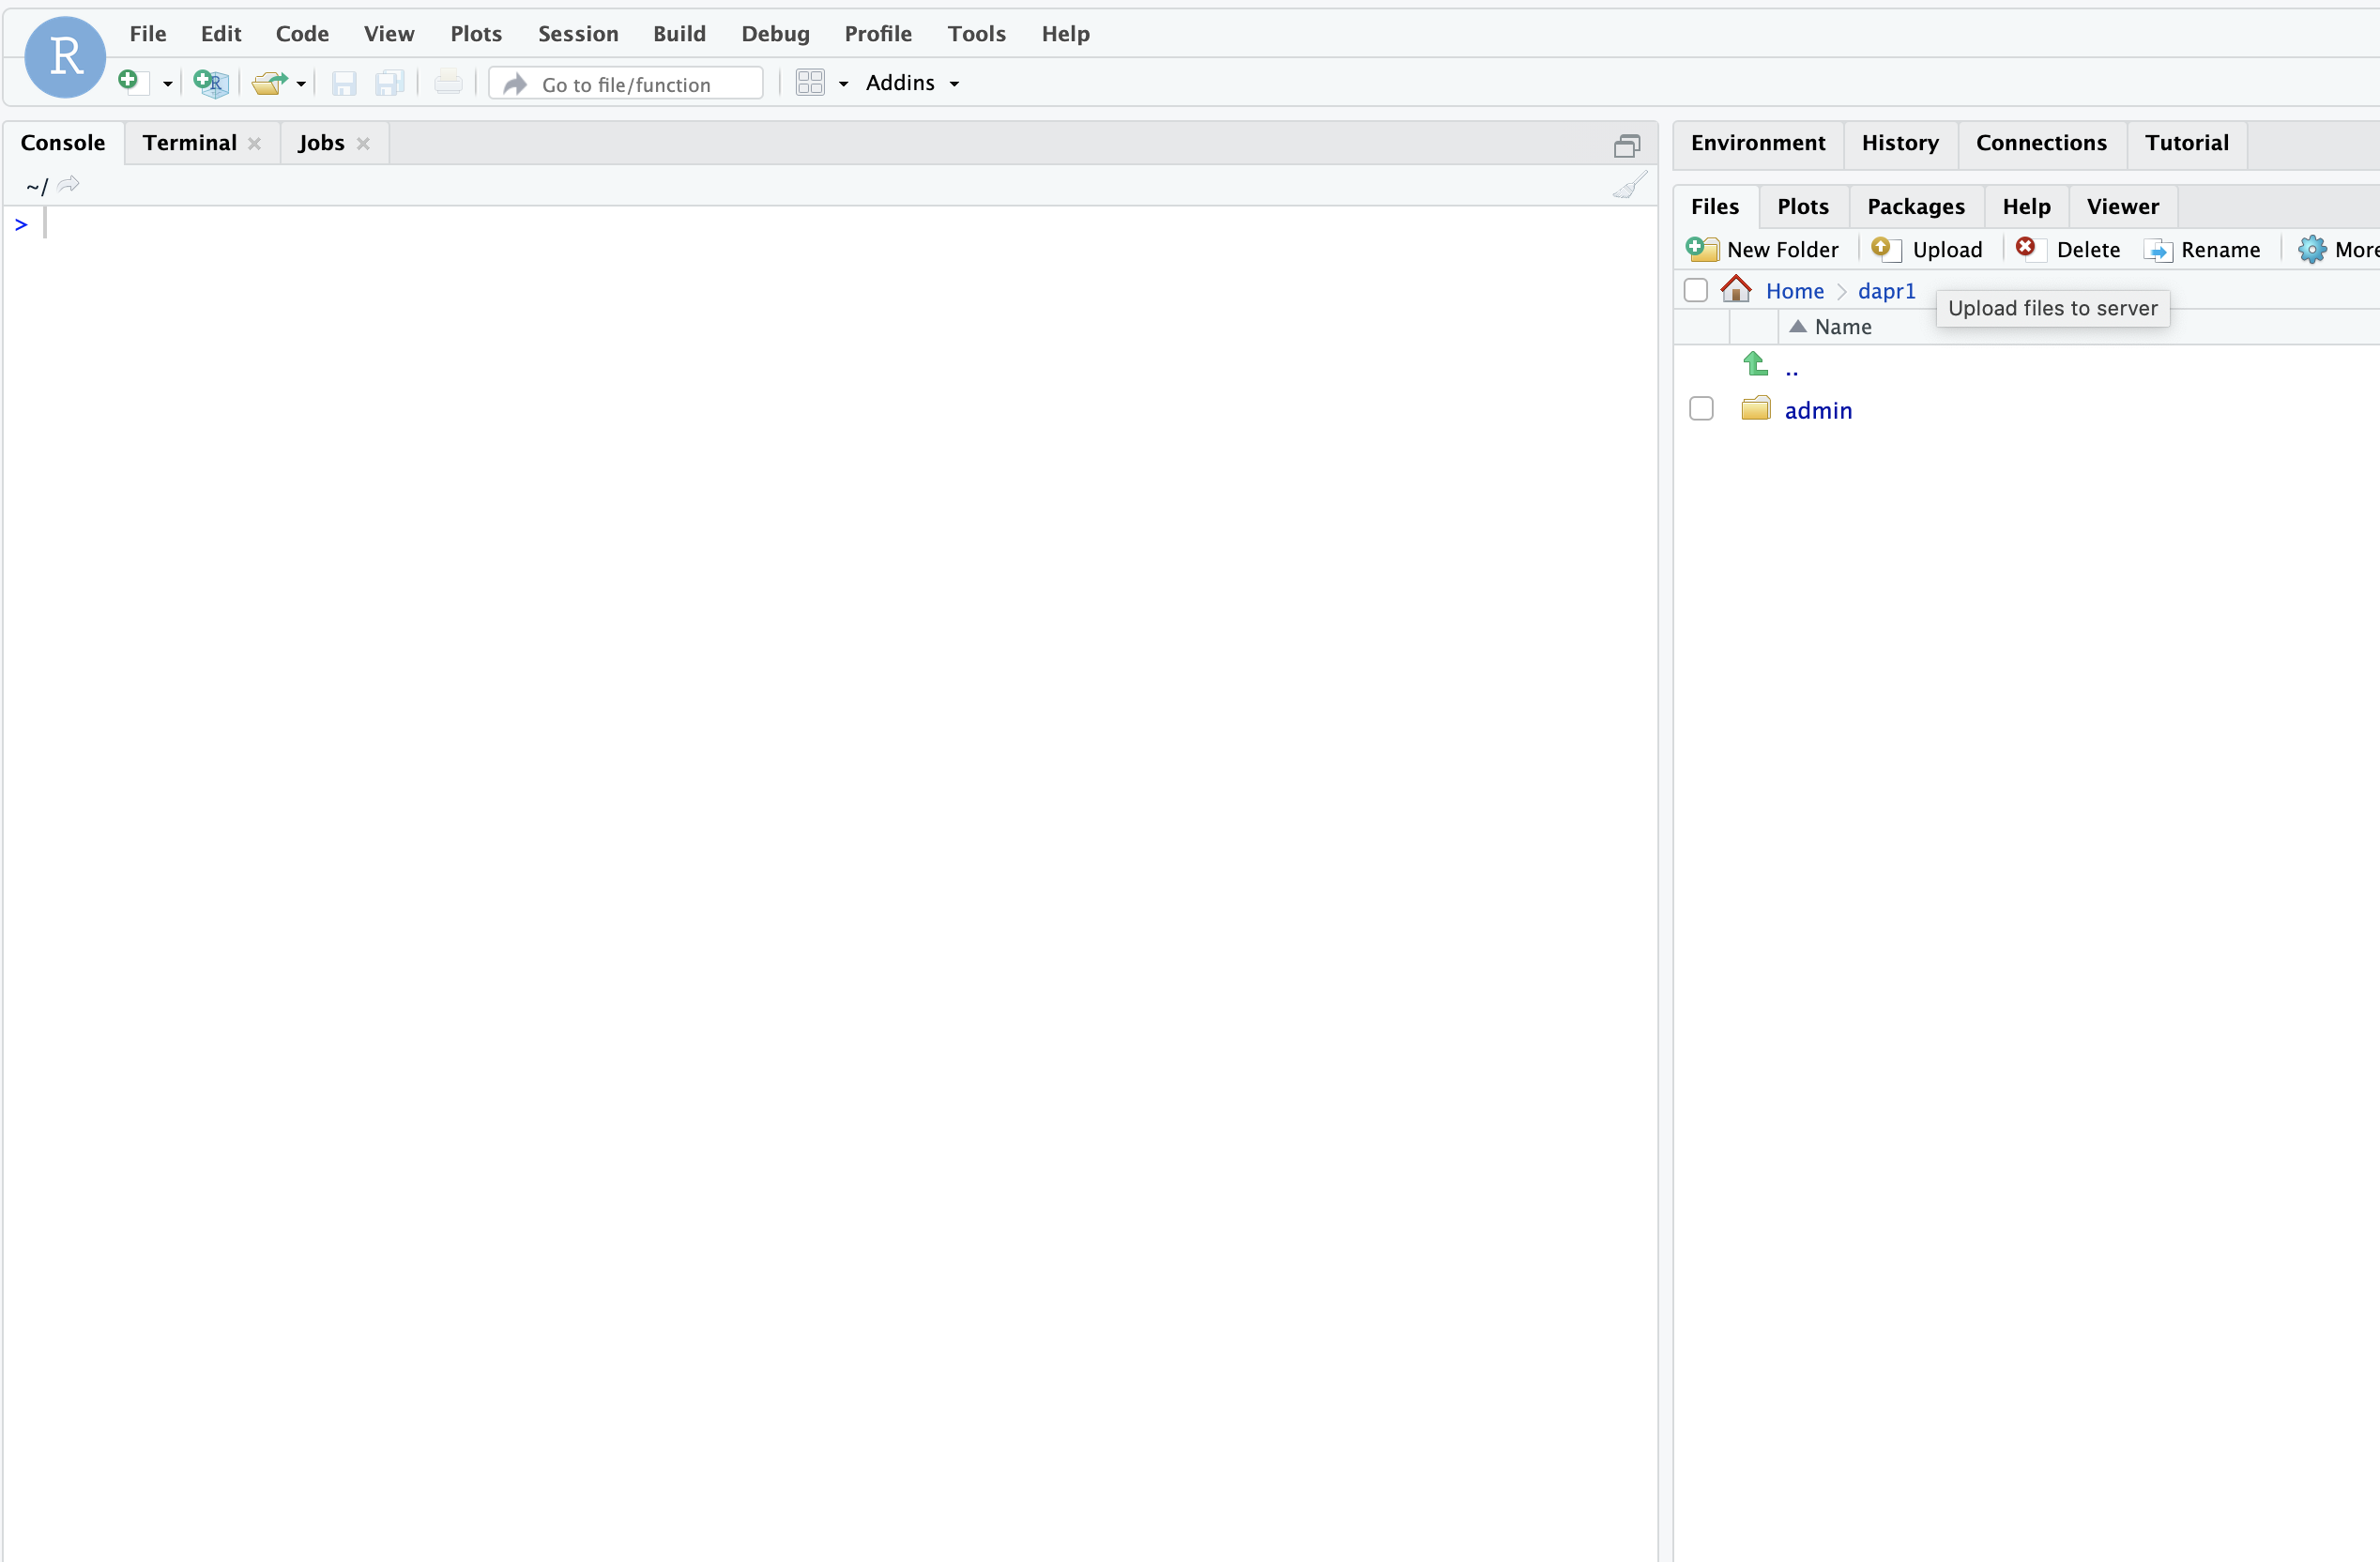 R
File Edit Code View Plots Session Build Debug Profile Tools Help
R Go to file/function Addins
Console Terminal Jobs
~/
>
Environment History Connections Tutorial
Files Plots Packages Help Viewer
New Folder Upload Delete Rename More
Home dapr1
Upload files to server
Name
..
admin